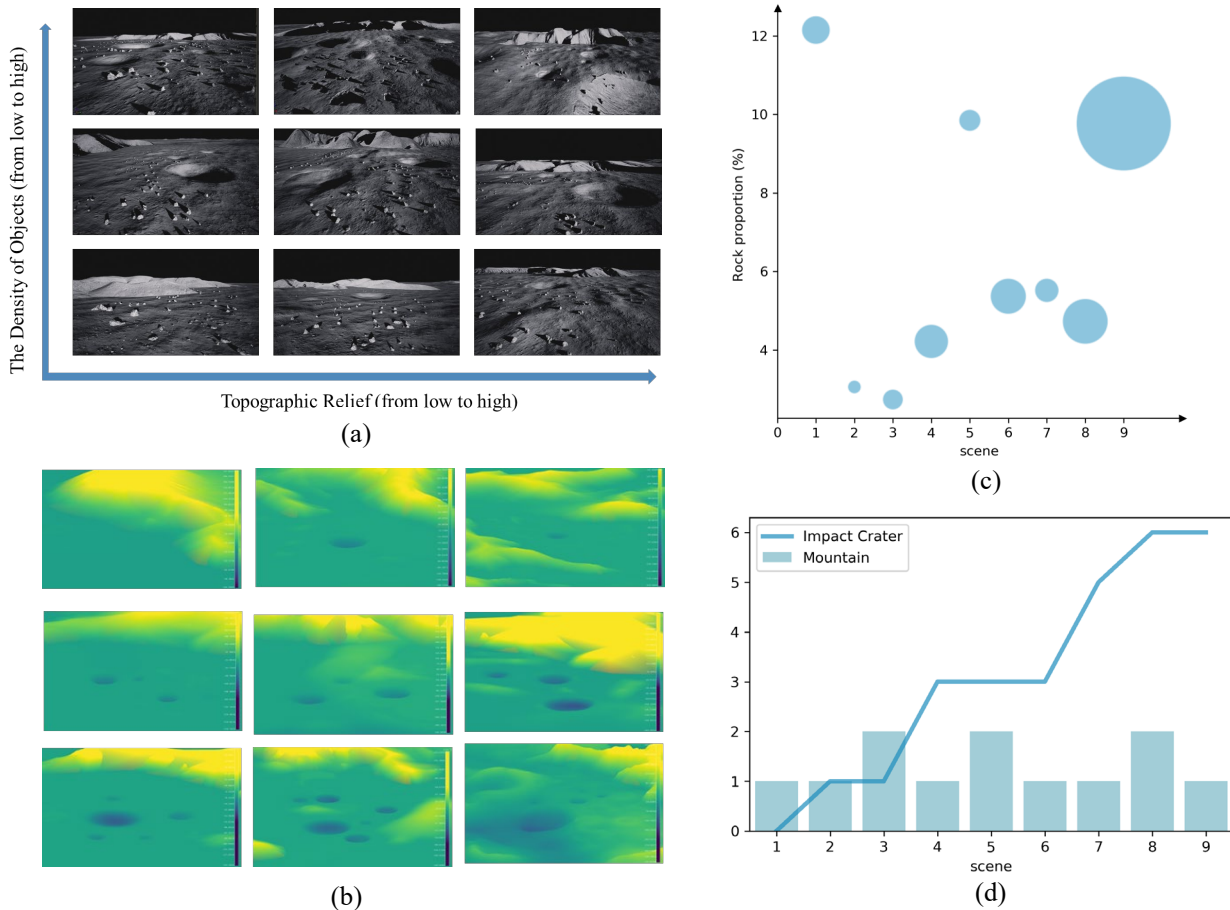 The Density of Objects (from low to high)
Topographic Relief (from low to high)
(a)
12
10
8
6
4
Rock proportion (%)
0 1 2 3 4 5 6 7 8 9
scene
(c)
(b)
Impact Crater
Mountain
6
5
4
3
2
1
0
1 2 3 4 5 6 7 8 9
scene
(d)